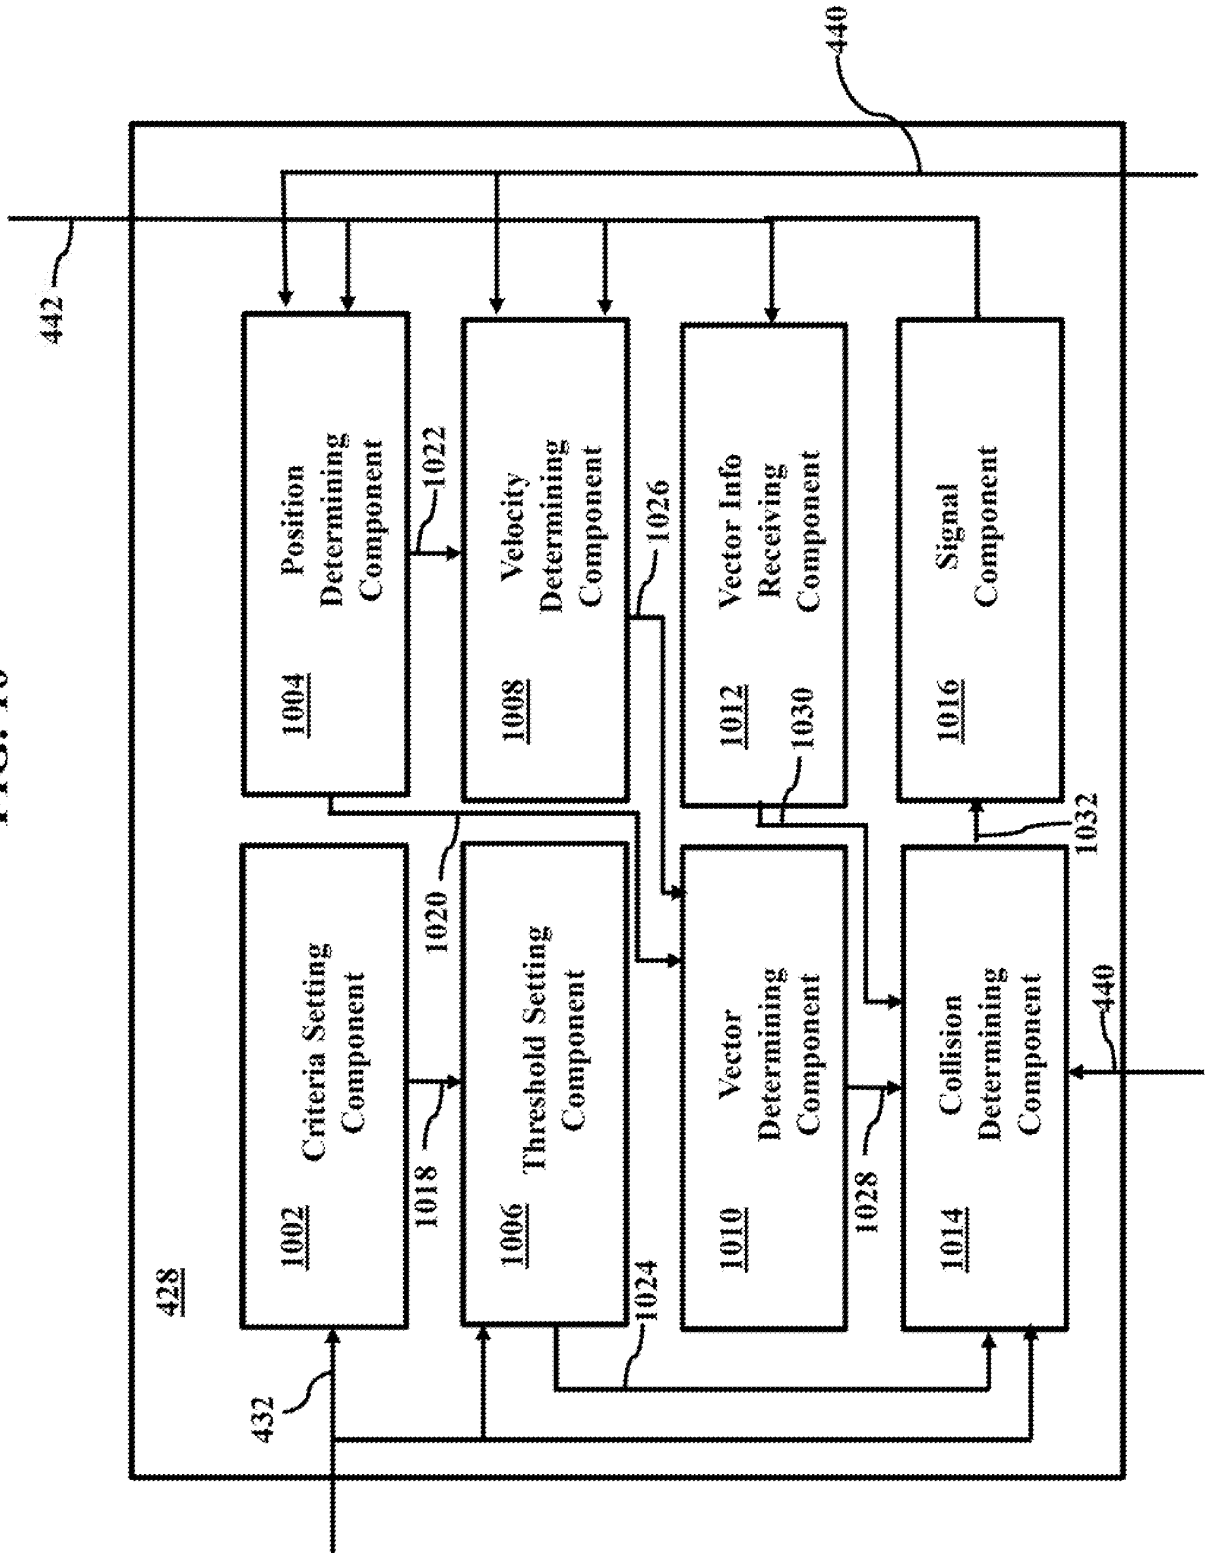 FIG. 10
442
428
432
1002
Criteria Setting
Component
1004
Position
Determining
Component
1018
1020
1022
1006
Threshold Setting
Component
1008
Velocity
Determining
Component
1024
1026
1010
Vector
Determining
Component
1012
Vector Info
Receiving
Component
1028
1030
440
1014
Collision
Determining
Component
1016
Signal
Component
1032
440